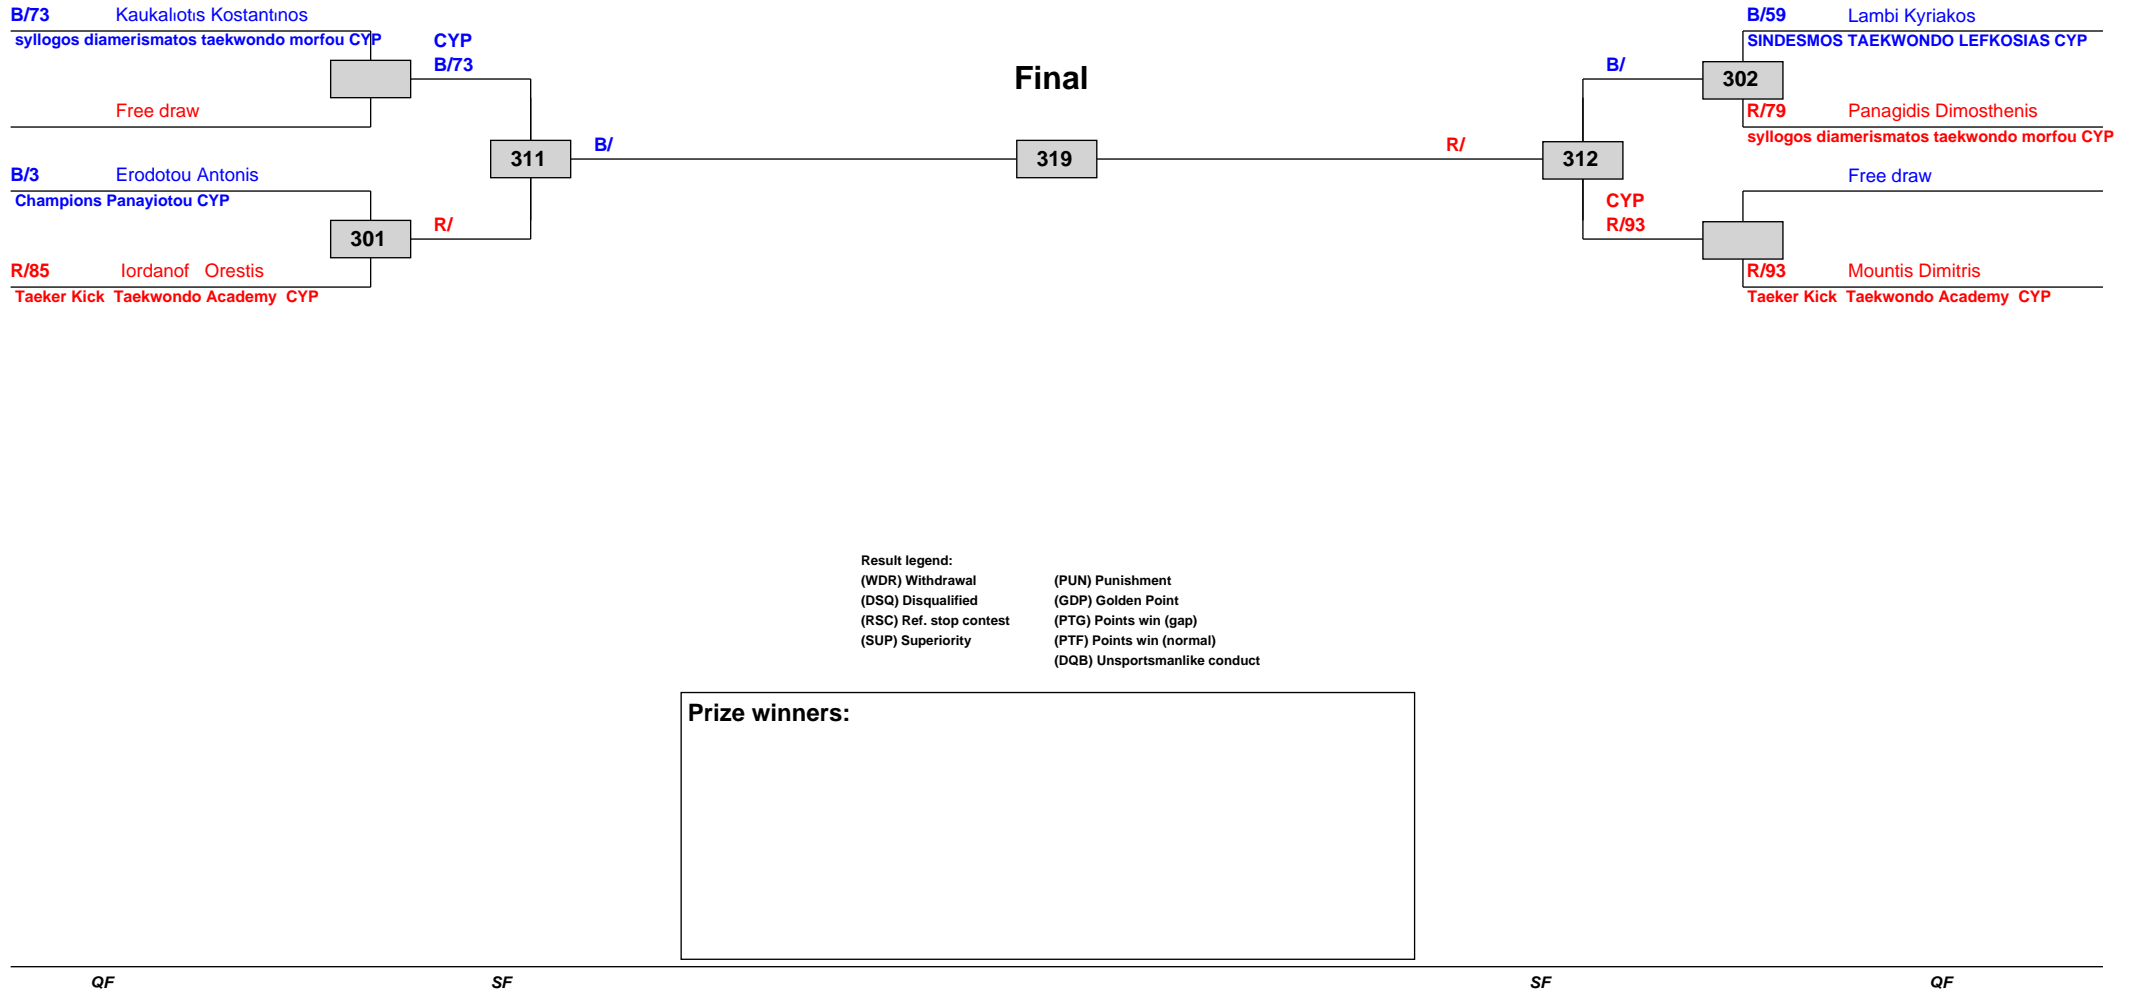 B/73 Kaukalıotıs Kostantınos
syllogos diamerismatos taekwondo morfou CYP
CYP
B/73
Free draw
B/3 Erodotou Antonis
Champions Panayiotou CYP
311
B/
301
R/
R/85 Iordanof Orestis
Taeker Kick Taekwondo Academy CYP
Final
319
B/59 Lambi Kyriakos
SINDESMOS TAEKWONDO LEFKOSIAS CYP
B/
302
R/79 Panagidis Dimosthenis
syllogos diamerismatos taekwondo morfou CYP
R/
312
Free draw
CYP
R/93
R/93 Mountis Dimitris
Taeker Kick Taekwondo Academy CYP
Result legend:
(WDR) Withdrawal (PUN) Punishment
(DSQ) Disqualified (GDP) Golden Point
(RSC) Ref. stop contest (PTG) Points win (gap)
(SUP) Superiority (PTF) Points win (normal)
(DQB) Unsportsmanlike conduct
Prize winners:
QF SF SF QF